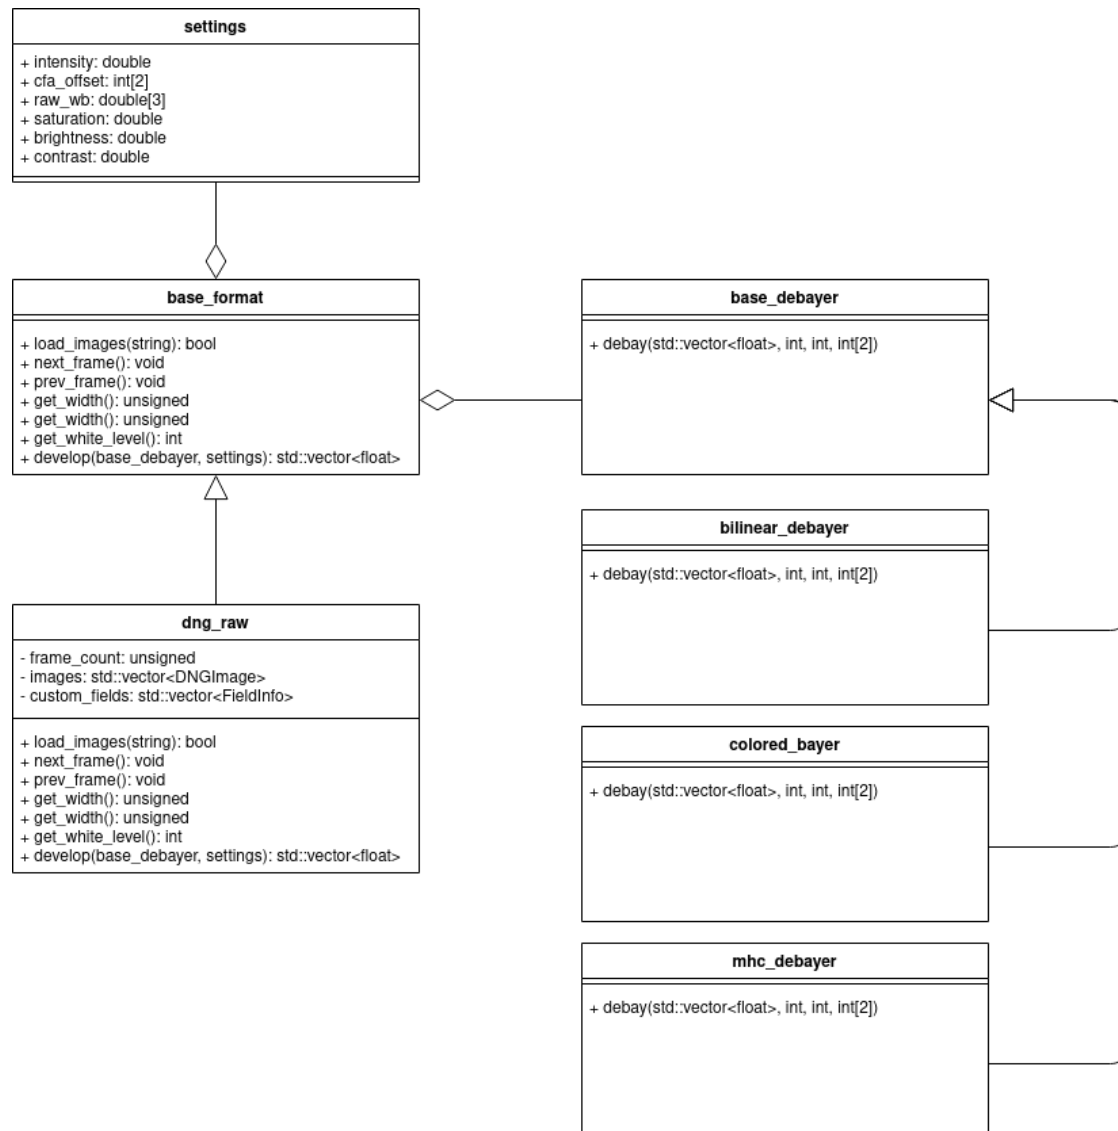 settings
+ intensity: double
+ cfa_offset: int[2]
+ raw_wb: double[3]
+ saturation: double
+ brightness: double
+ contrast: double
base_format
+ load_images(string): bool
+ next_frame(): void
+ prev_frame(): void
+ get_width(): unsigned
+ get_width(): unsigned
+ get_white_level(): int
+ develop(base_debayer, settings): std::vector<float>
base_debayer
+ debay(std::vector<float>, int, int, int[2])
bilinear_debayer
+ debay(std::vector<float>, int, int, int[2])
dng_raw
- frame_count: unsigned
- images: std::vector<DNGImage>
- custom_fields: std::vector<FieldInfo>
+ load_images(string): bool
+ next_frame(): void
+ prev_frame(): void
+ get_width(): unsigned
+ get_width(): unsigned
+ get_white_level(): int
+ develop(base_debayer, settings): std::vector<float>
colored_bayer
+ debay(std::vector<float>, int, int, int[2])
mhc_debayer
+ debay(std::vector<float>, int, int, int[2])